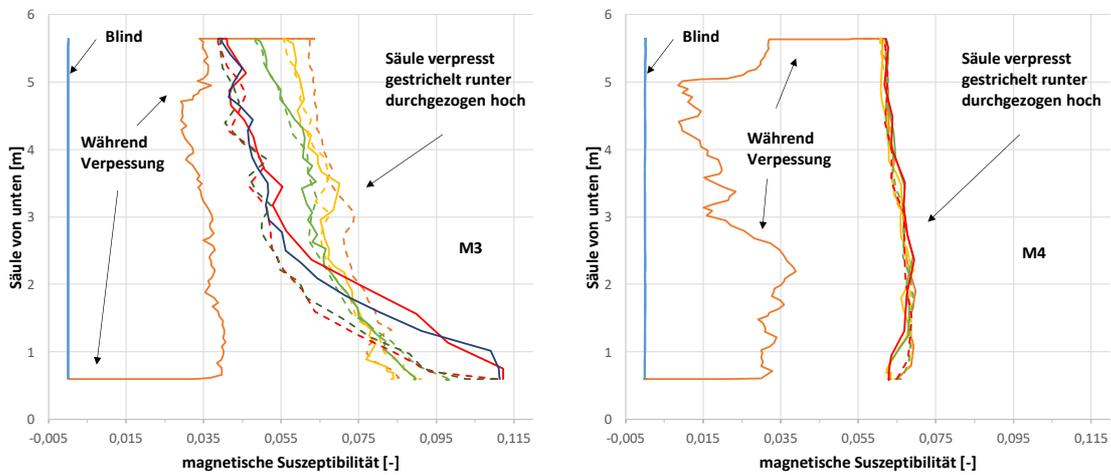 6
5
4
3
2
1
0
Säule von unten [m]
Blind
Während
Verpessung
Säule verpresst
gestrichelt runter
durchgezogen hoch
M3
-0,005
0,015
0,035
0,055
0,075
0,095
0,115
magnetische Suszeptibilität [-]
6
5
4
3
2
1
0
Säule von unten [m]
Blind
Während
Verpessung
Säule verpresst
gestrichelt runter
durchgezogen hoch
M4
-0,005
0,015
0,035
0,055
0,075
0,095
0,115
magnetische Suszeptibilität [-]